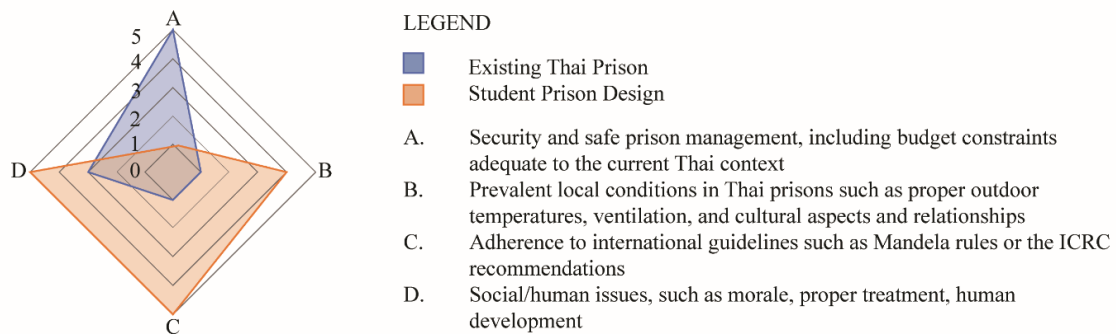 A
5
4
3
2
1
0
D
B
C
LEGEND
Existing Thai Prison
Student Prison Design
A. Security and safe prison management, including budget constraints
adequate to the current Thai context
B. Prevalent local conditions in Thai prisons such as proper outdoor
temperatures, ventilation, and cultural aspects and relationships
C. Adherence to international guidelines such as Mandela rules or the ICRC
recommendations
D. Social/human issues, such as morale, proper treatment, human
development